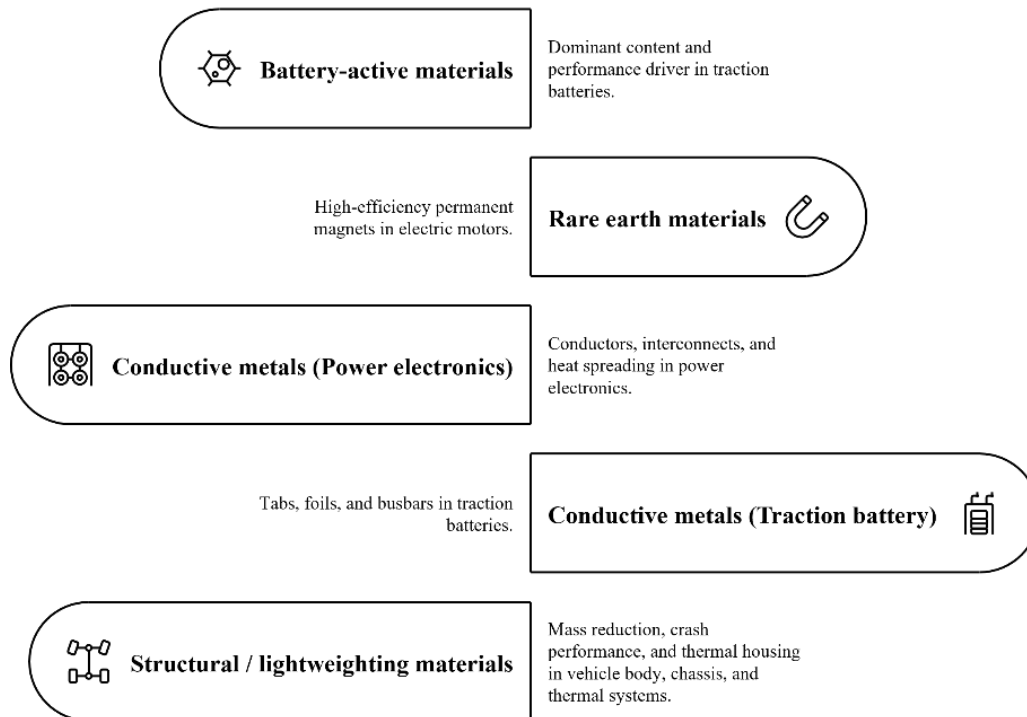 Battery-active materials
Dominant content and
performance driver in traction
batteries.
High-efficiency permanent
magnets in electric motors.
Rare earth materials
Conductive metals (Power electronics)
Conductors, interconnects, and
heat spreading in power
electronics.
Tabs, foils, and busbars in traction
batteries.
Conductive metals (Traction battery)
Structural / lightweighting materials
Mass reduction, crash
performance, and thermal housing
in vehicle body, chassis, and
thermal systems.